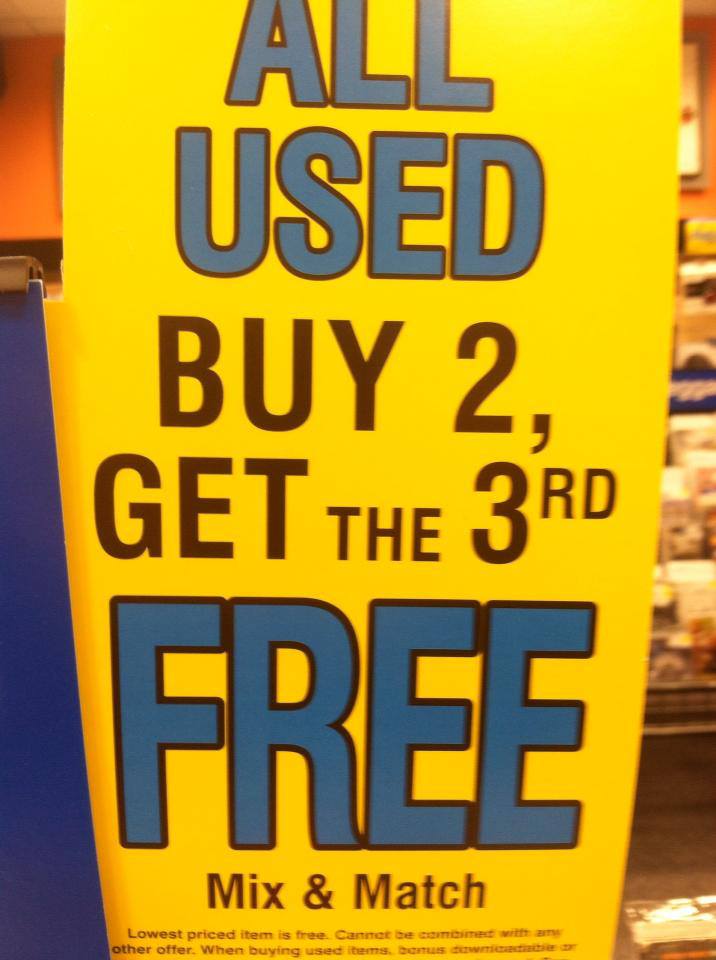 ALL
USED
BUY 2,
GET THE 3RD
FREE
Mix & Match
Lowest priced item is free. Cannot be combined with any
other offer. When buying used items, bonus downloadable or